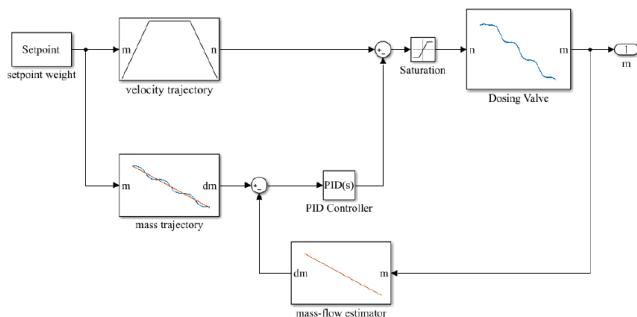 Setpoint
setpoint weight
m
n
velocity trajectory
+
-
Saturation
n
m
Dosing Valve
1
m
m
dm
mass trajectory
+
-
PID(s)
PID Controller
dm
m
mass-flow estimator